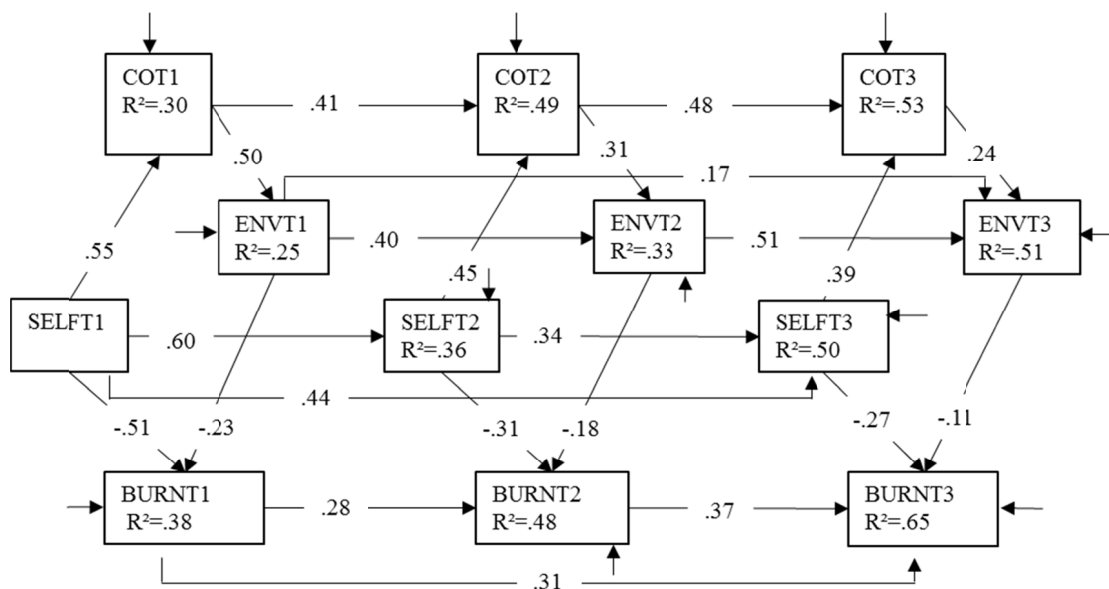 COT1
R²=.30
.41
COT2
R²=.49
.48
COT3
R²=.53
.50
.31
.24
.17
ENVT1
R²=.25
.40
ENVT2
R²=.33
.51
ENVT3
R²=.51
.55
.45
.39
SELFT1
.60
SELFT2
R²=.36
.34
SELFT3
R²=.50
.44
-.51
-.23
-.31
-.18
-.27
-.11
BURNT1
R²=.38
.28
BURNT2
R²=.48
.37
BURNT3
R²=.65
.31